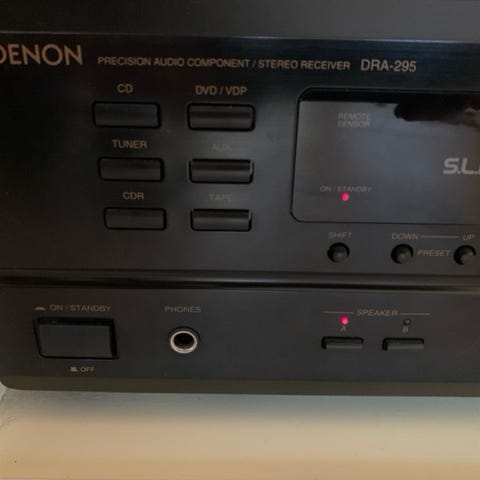 DENON PRECISION AUDIO COMPONENT / STEREO RECEIVER DRA-295
CD DVD / VDP
TUNER AUX
CDR TAPE
REMOTE
SENSOR
S.L.
ON / STANDBY
SHIFT DOWN UP
PRESET
ON / STANDBY PHONES SPEAKER
A B
OFF